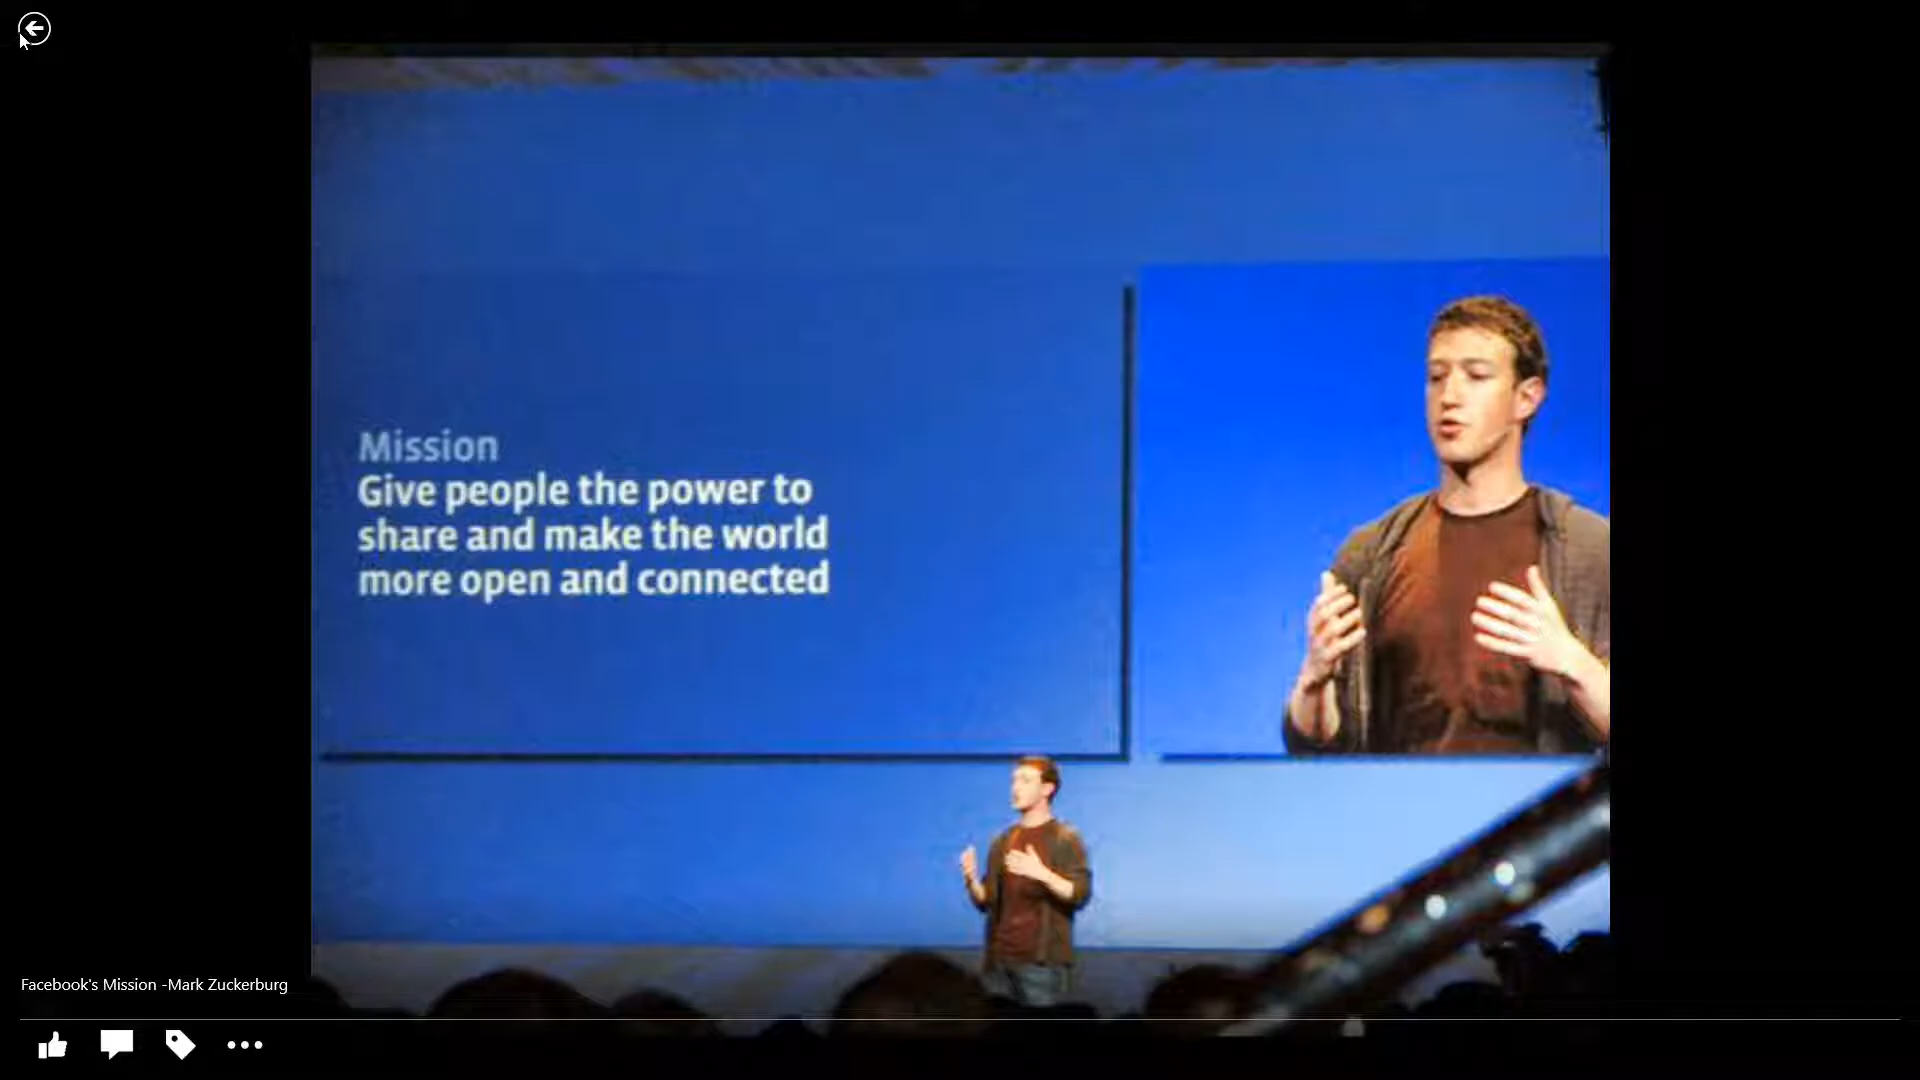 Mission
Give people the power to
share and make the world
more open and connected
Facebook's Mission -Mark Zuckerburg